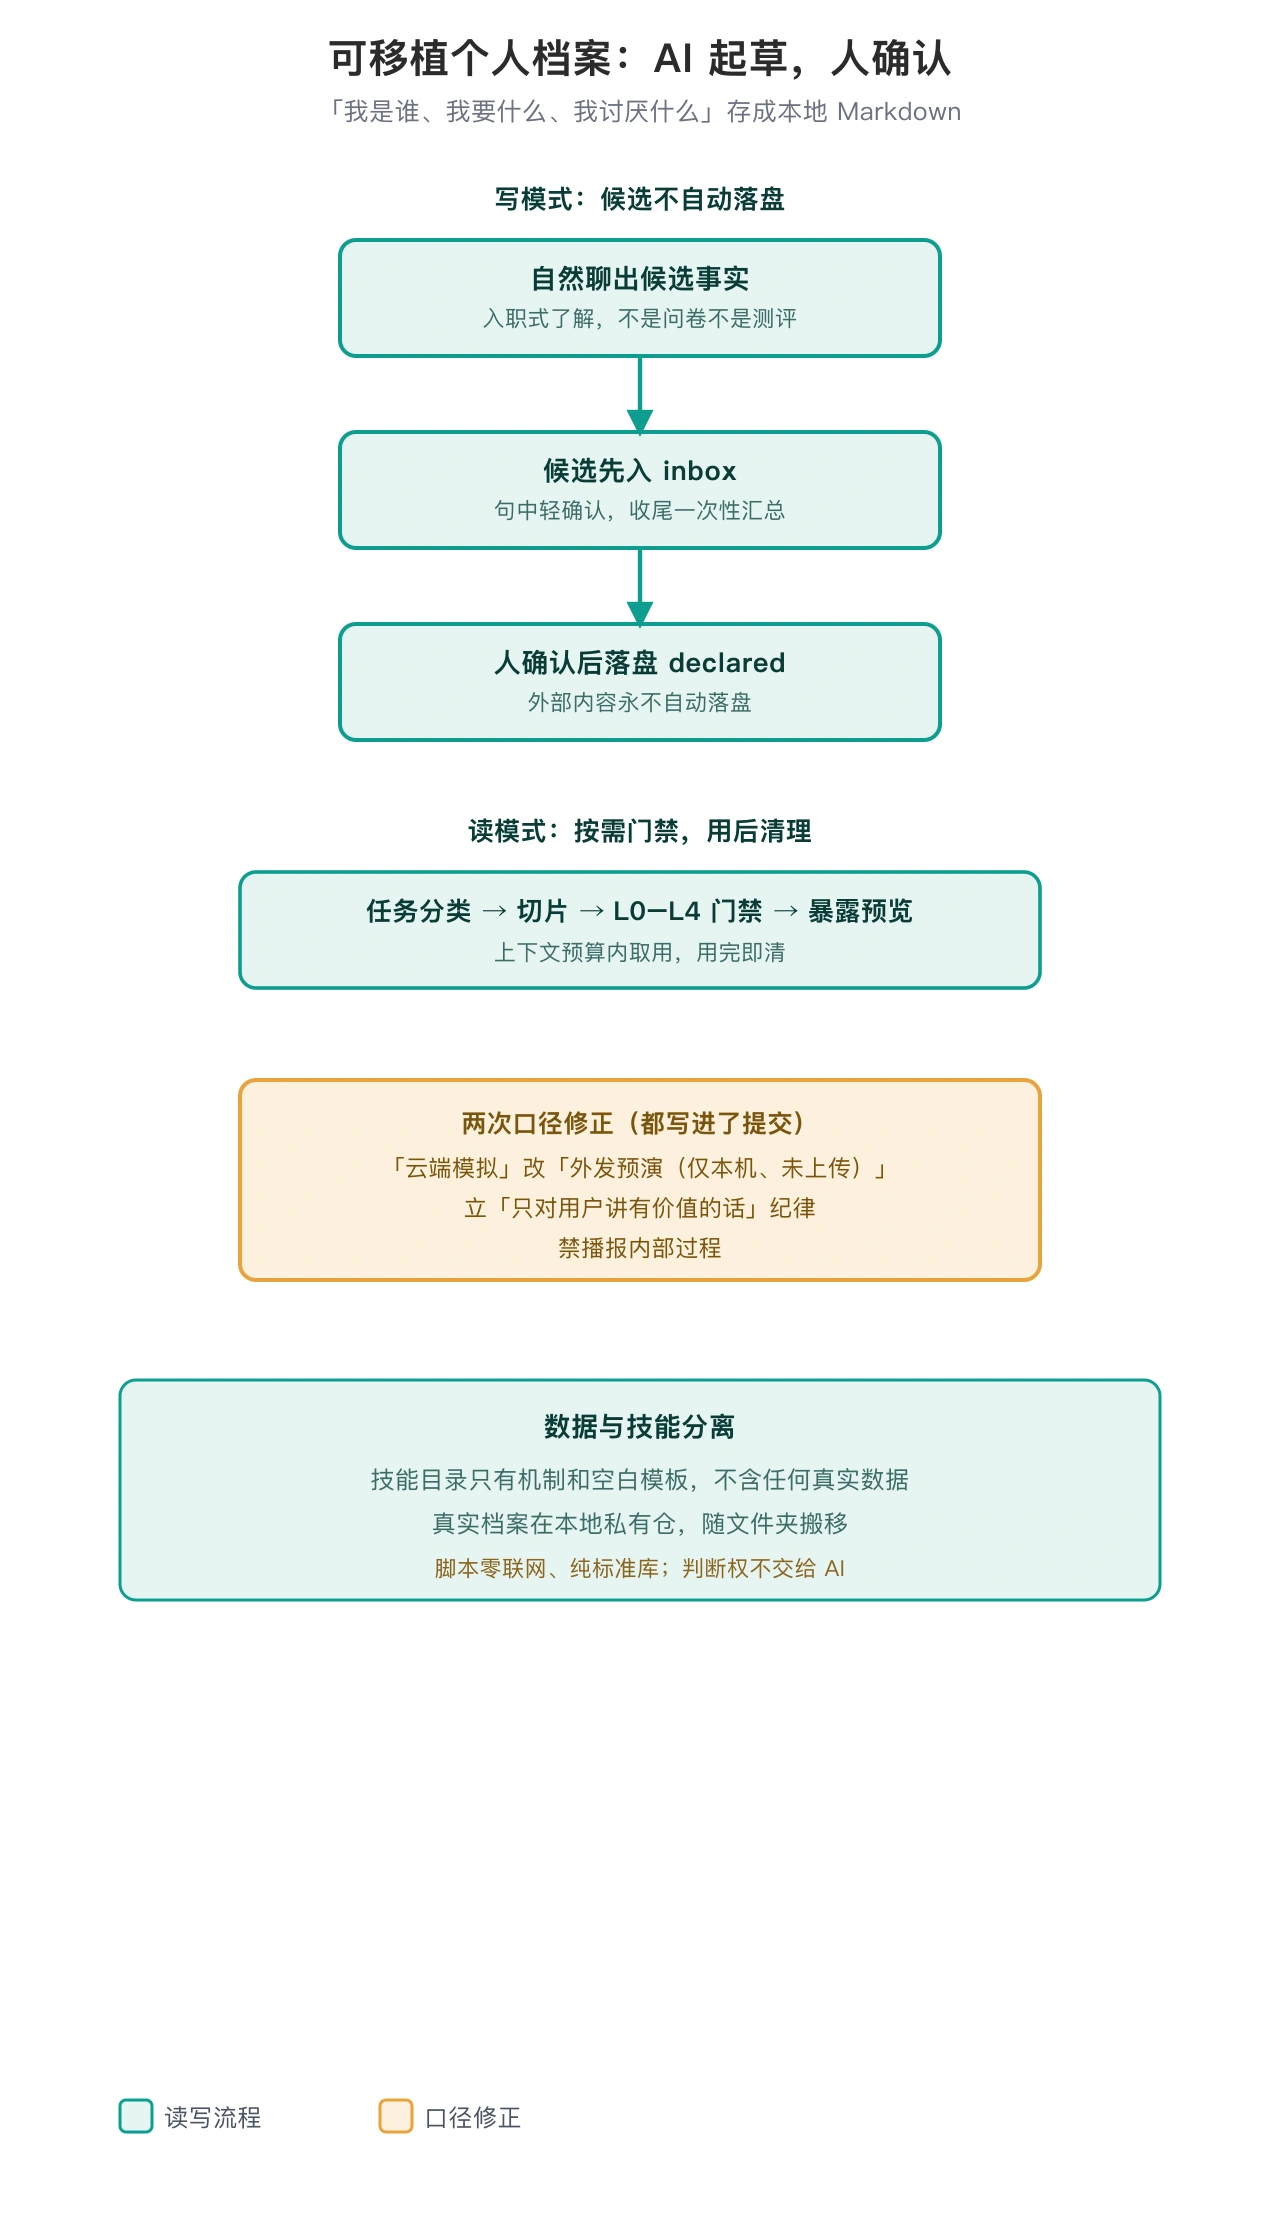 可移植个人档案：AI 起草，人确认
「我是谁、我要什么、我讨厌什么」存成本地 Markdown
写模式：候选不自动落盘
自然聊出候选事实
入职式了解，不是问卷不是测评
候选先入 inbox
句中轻确认，收尾一次性汇总
人确认后落盘 declared
外部内容永不自动落盘
读模式：按需门禁，用后清理
任务分类 → 切片 → L0—L4 门禁 → 暴露预览
上下文预算内取用，用完即清
两次口径修正（都写进了提交）
「云端模拟」改「外发预演（仅本机、未上传）」
立「只对用户讲有价值的话」纪律
禁播报内部过程
数据与技能分离
技能目录只有机制和空白模板，不含任何真实数据
真实档案在本地私有仓，随文件夹搬移
脚本零联网、纯标准库；判断权不交给 AI
读写流程
口径修正